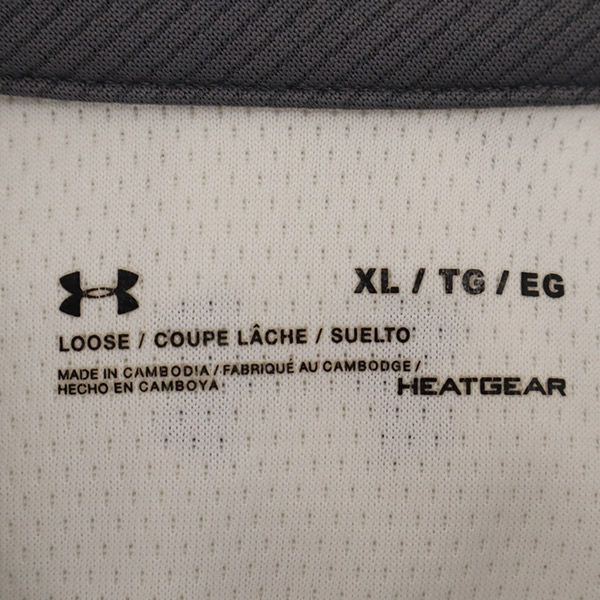 XL / TG / EG
LOOSE / COUPE LÂCHE / SUELTO
MADE IN CAMBODIA / FABRIQUÉ AU CAMBODGE /
HECHO EN CAMBOYA
HEATGEAR